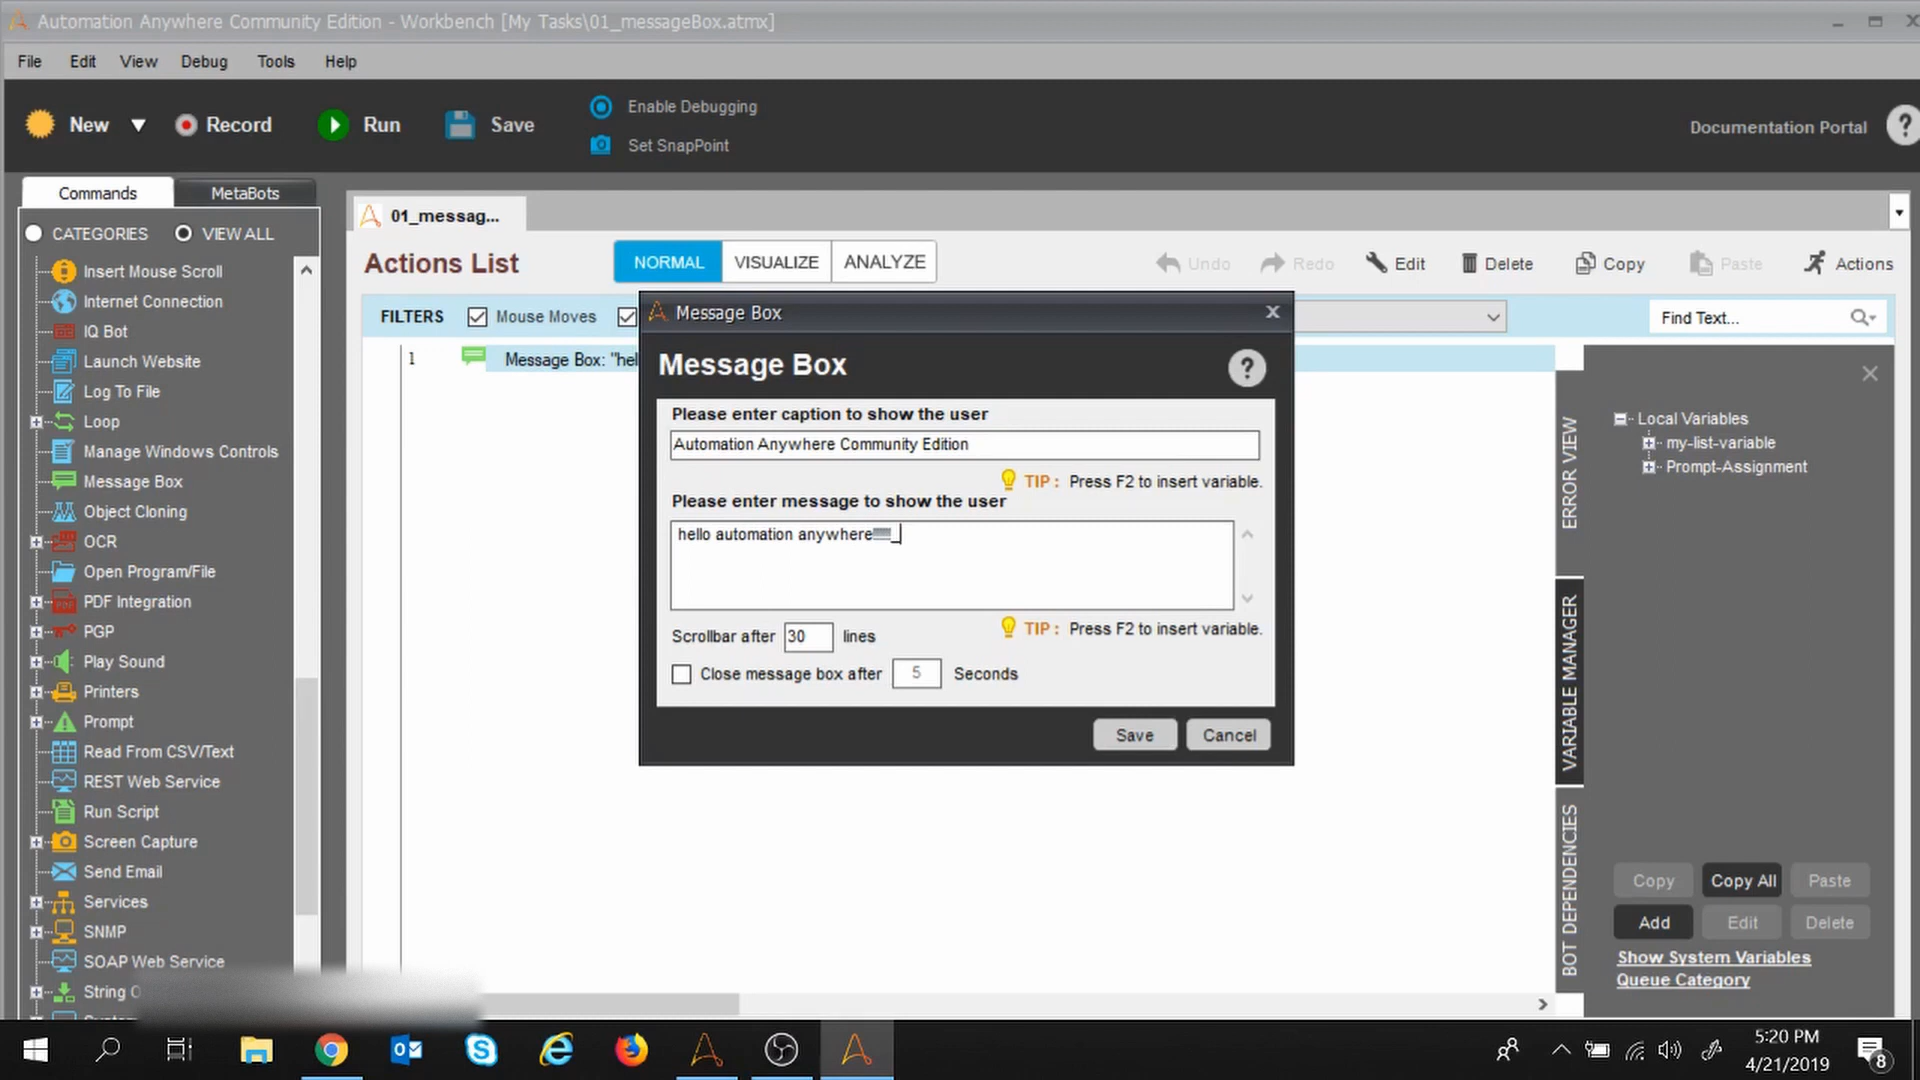 Automation Anywhere Community Edition - Workbench [My Tasks\01_messageBox.atmx]
File Edit View Debug Tools Help
New Record Run Save
Enable Debugging
Set SnapPoint
Documentation Portal ?
Commands MetaBots
CATEGORIES VIEW ALL
Insert Mouse Scroll
Internet Connection
IQ Bot
Launch Website
Log To File
Loop
Manage Windows Controls
Message Box
Object Cloning
OCR
Open Program/File
PDF Integration
PGP
Play Sound
Printers
Prompt
Read From CSV/Text
REST Web Service
Run Script
Screen Capture
Send Email
Services
SNMP
SOAP Web Service
String
01_messag...
Actions List
NORMAL VISUALIZE ANALYZE
Undo Redo Edit Delete Copy Paste Actions
FILTERS Mouse Moves
Find Text...
1 Message Box: "hel
Message Box
Message Box
?
Please enter caption to show the user
Automation Anywhere Community Edition
TIP : Press F2 to insert variable.
Please enter message to show the user
hello automation anywhere _
Scrollbar after 30 lines
TIP : Press F2 to insert variable.
Close message box after 5 Seconds
Save Cancel
ERROR VIEW
VARIABLE MANAGER
BOT DEPENDENCIES
Local Variables
my-list-variable
Prompt-Assignment
Copy Copy All Paste
Add Edit Delete
Show System Variables
Queue Category
5:20 PM
4/21/2019
8